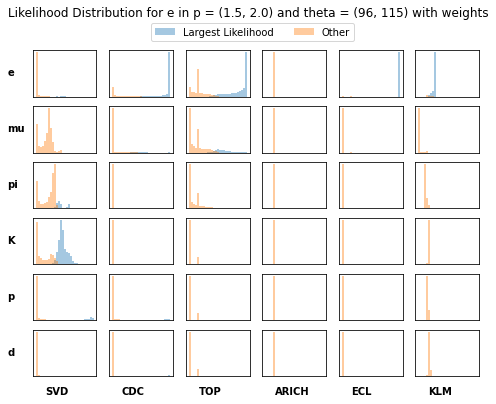 Likelihood Distribution for e in p = (1.5, 2.0) and theta = (96, 115) with weights
Largest Likelihood Other
e
mu
pi
K
p
d
SVD CDC TOP ARICH ECL KLM